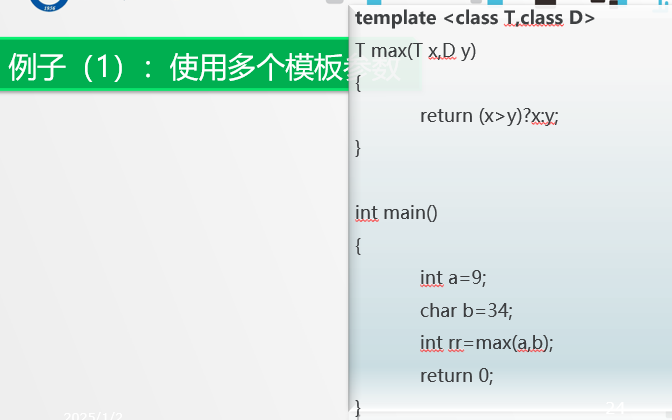 1936
例子（1）：使用多个模板参数
template <class T,class D>
T max(T x,D y)
{
return (x>y)?x:y;
}
int main()
{
int a=9;
char b=34;
int rr=max(a,b);
return 0;
}
2025/1/2
24